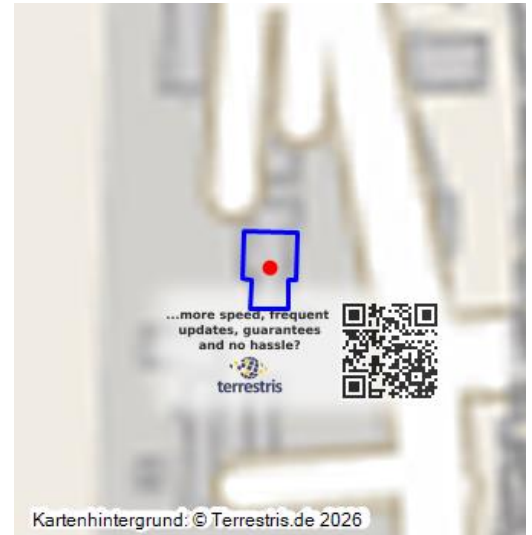 ...more speed, frequent
updates, guarantees
and no hassle?
terrestris
Kartenhintergrund: © Terrestris.de 2026